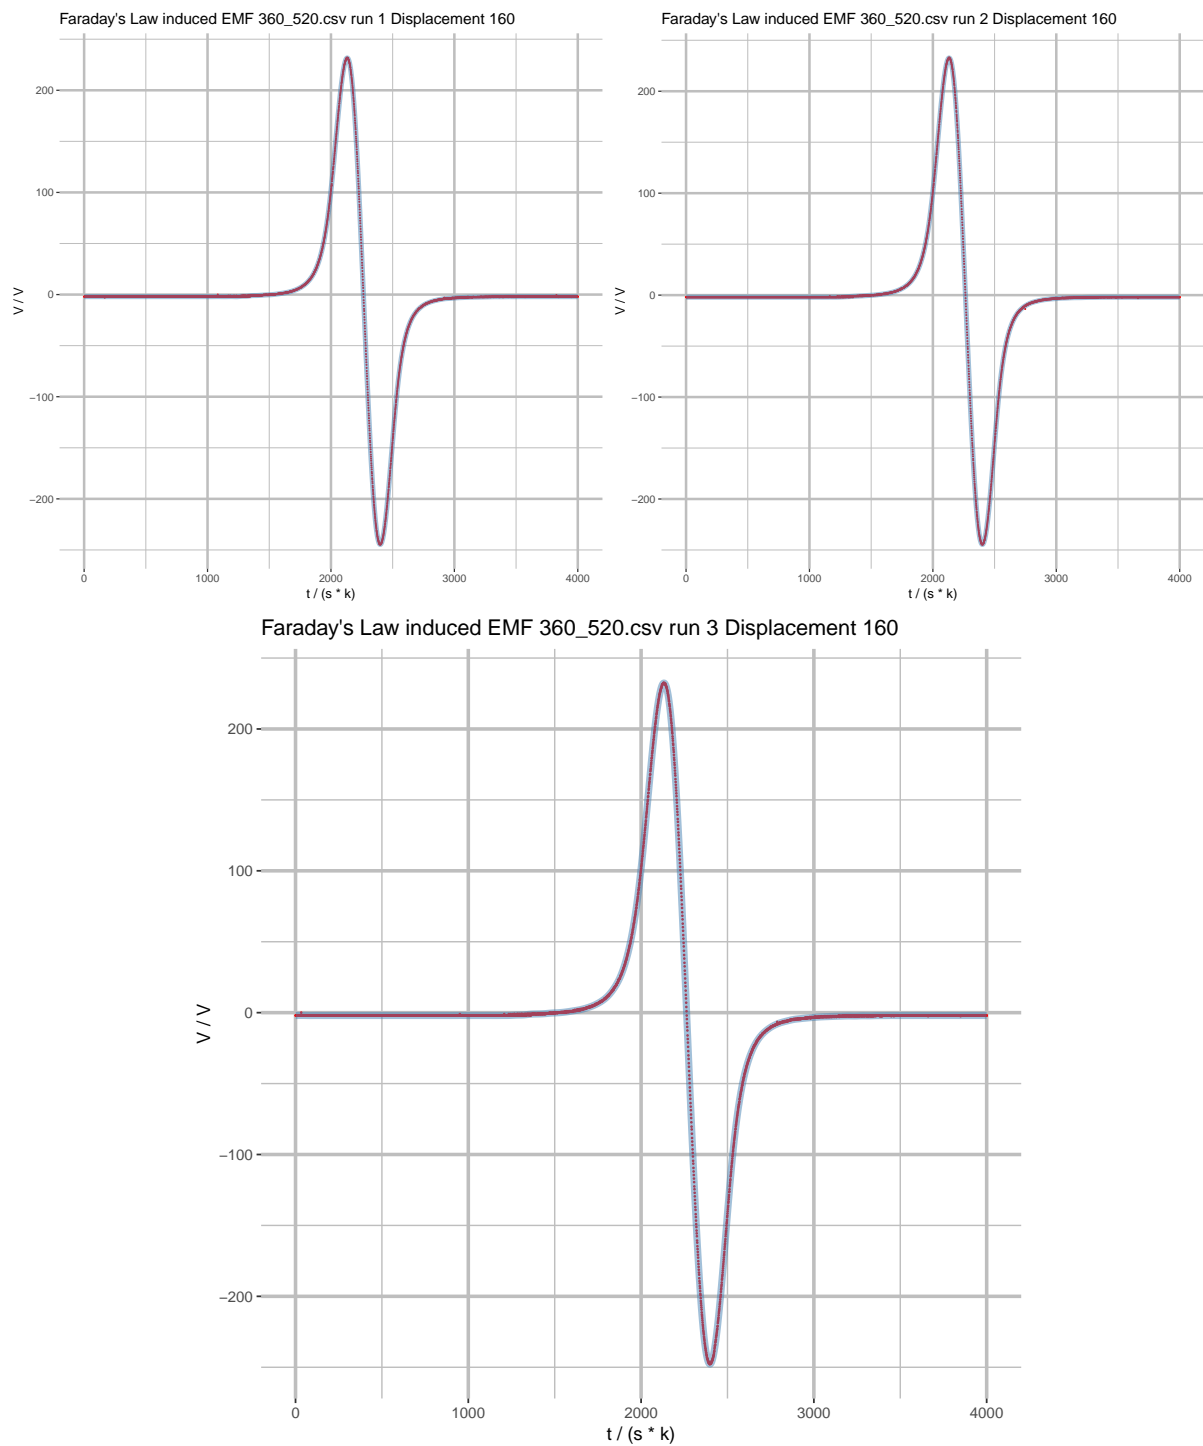 Faraday's Law induced EMF 360_520.csv run 1 Displacement 160
200
100
0
−100
−200
V / V
0 1000 2000 3000 4000
t / (s * k)
Faraday's Law induced EMF 360_520.csv run 2 Displacement 160
200
100
0
−100
−200
V / V
0 1000 2000 3000 4000
t / (s * k)
Faraday's Law induced EMF 360_520.csv run 3 Displacement 160
200
100
0
−100
−200
V / V
0 1000 2000 3000 4000
t / (s * k)